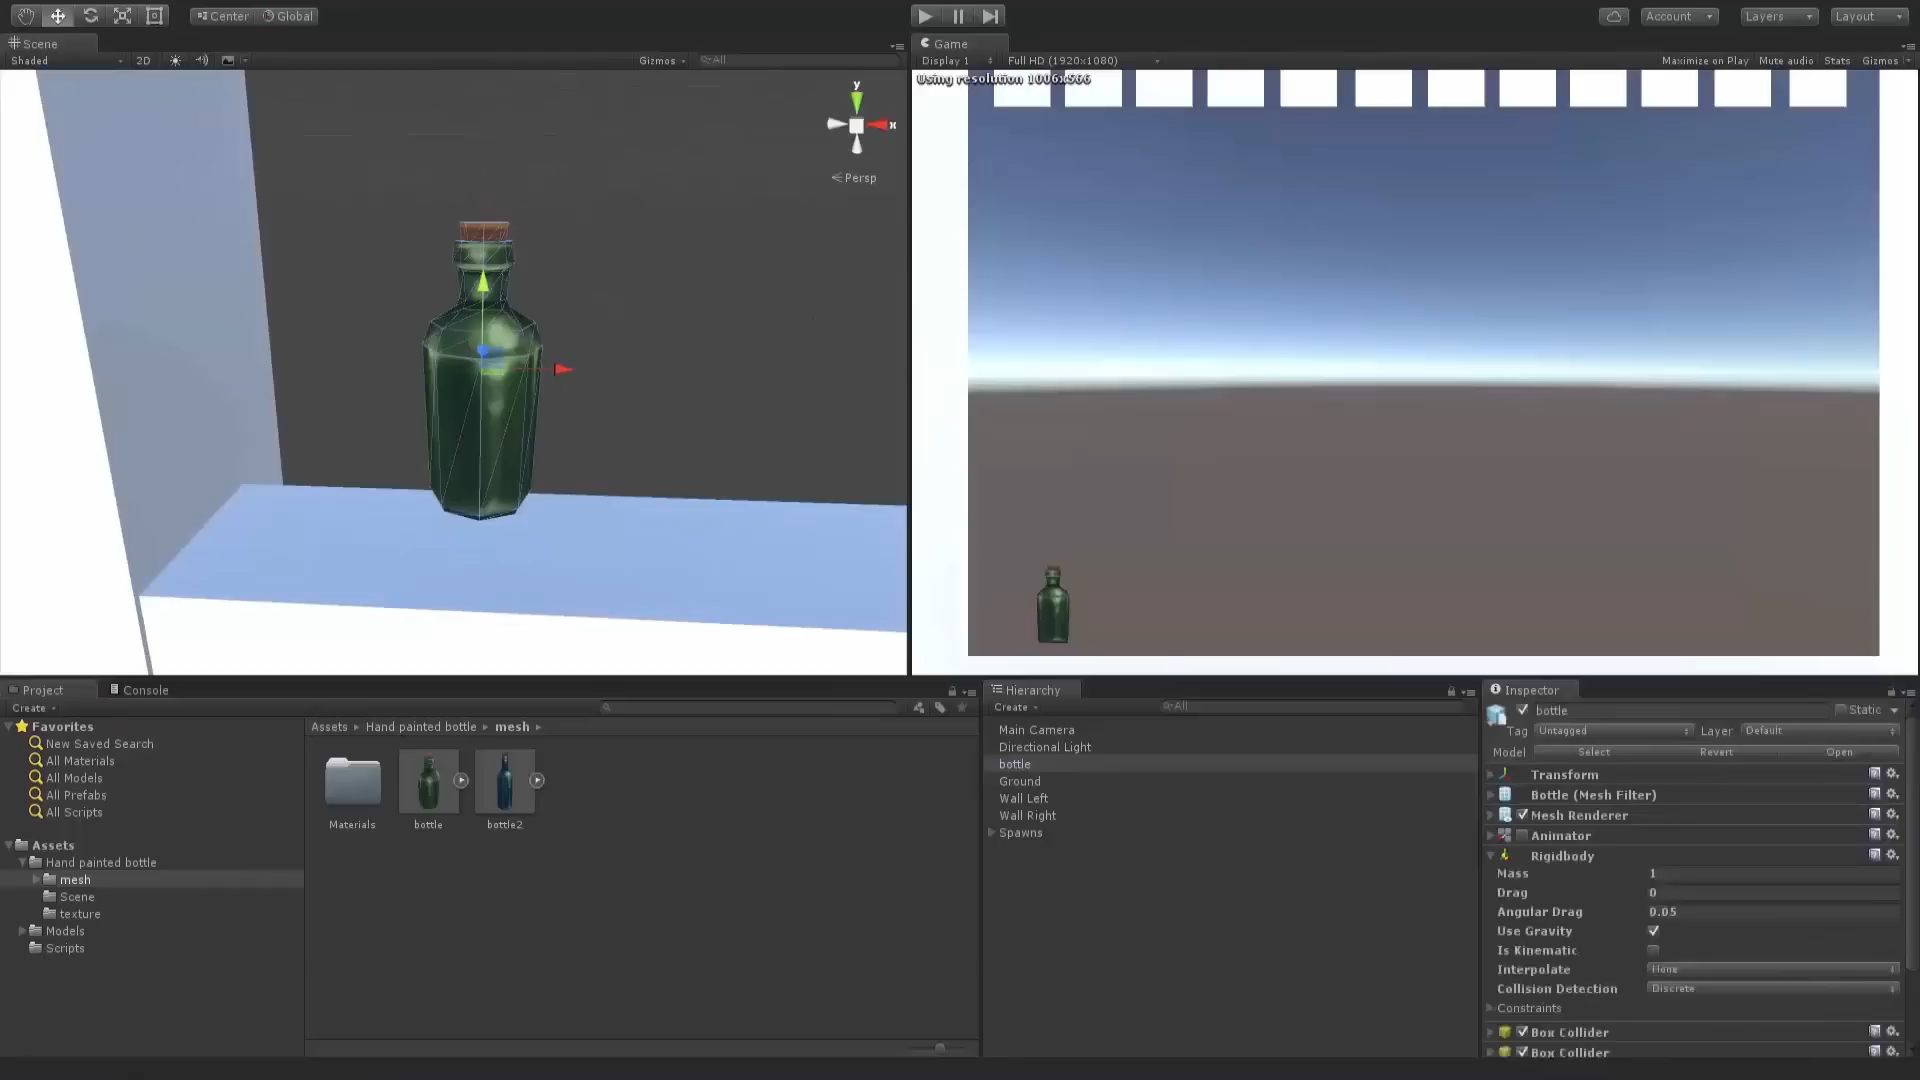 Center Global
Account Layers Layout
Scene
Shaded 2D Gizmos All
y
x
Persp
Game
Display 1 Full HD (1920x1080) Maximize on Play Mute audio Stats Gizmos
Using resolution 1006x566
Project Console
Create
Favorites
New Saved Search
All Materials
All Models
All Prefabs
All Scripts
Assets
Hand painted bottle
mesh
Scene
texture
Models
Scripts
Assets Hand painted bottle mesh
Materials bottle bottle2
Hierarchy
Create All
Main Camera
Directional Light
bottle
Ground
Wall Left
Wall Right
Spawns
Inspector
bottle Static
Tag Untagged Layer Default
Model Select Revert Open
Transform
Bottle (Mesh Filter)
Mesh Renderer
Animator
Rigidbody
Mass 1
Drag 0
Angular Drag 0.05
Use Gravity
Is Kinematic
Interpolate None
Collision Detection Discrete
Constraints
Box Collider
Box Collider